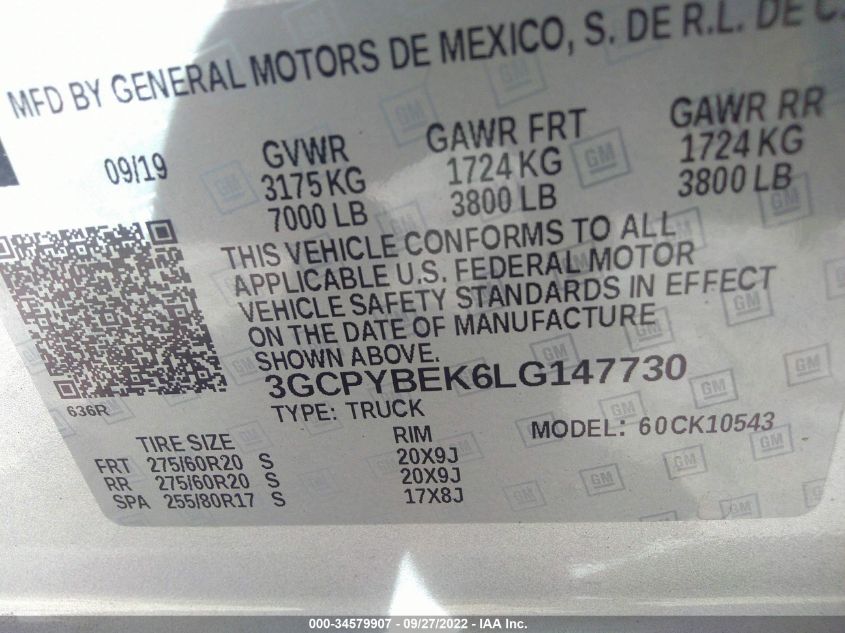 MFD BY GENERAL MOTORS DE MEXICO, S. DE R.L. DE C.
09/19
GVWR
3175 KG
7000 LB
GAWR FRT
1724 KG
3800 LB
GAWR RR
1724 KG
3800 LB
THIS VEHICLE CONFORMS TO ALL
APPLICABLE U.S. FEDERAL MOTOR
VEHICLE SAFETY STANDARDS IN EFFECT
ON THE DATE OF MANUFACTURE
SHOWN ABOVE.
3GCPYBEK6LG147730
636R
TYPE: TRUCK
MODEL: 60CK10543
TIRE SIZE RIM
FRT 275/60R20 S 20X9J
RR 275/60R20 S 20X9J
SPA 255/80R17 S 17X8J
000-34579907 - 09/27/2022 - IAA Inc.